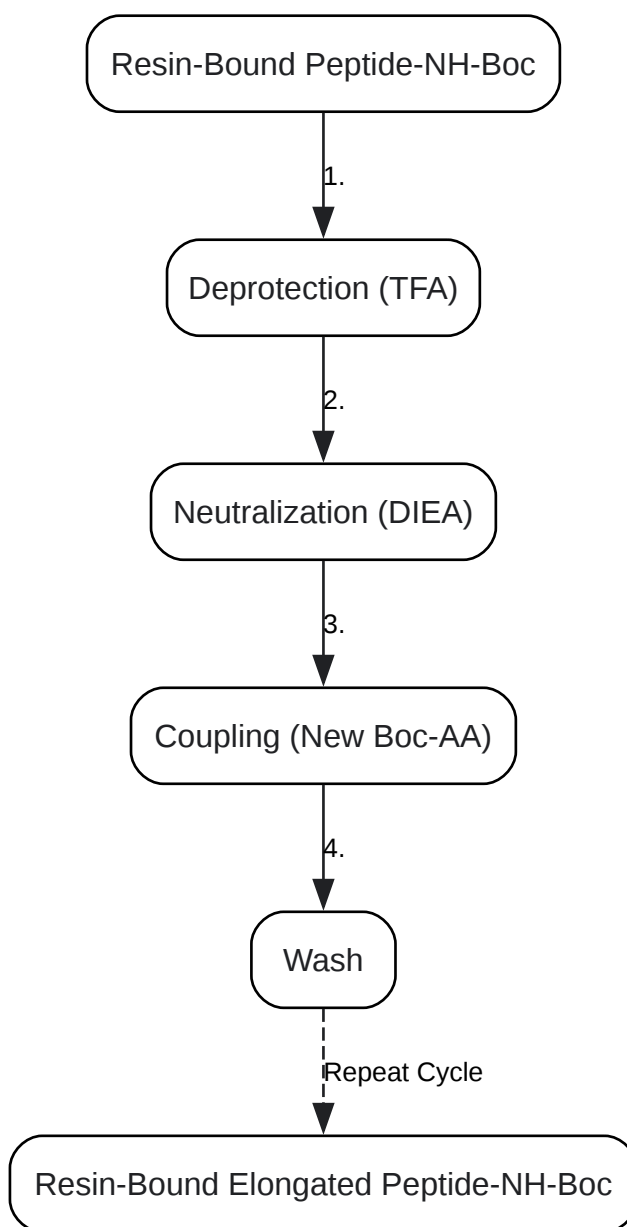 Resin-Bound Peptide-NH-Boc
1.
Deprotection (TFA)
2.
Neutralization (DIEA)
3.
Coupling (New Boc-AA)
4.
Wash
Repeat Cycle
Resin-Bound Elongated Peptide-NH-Boc